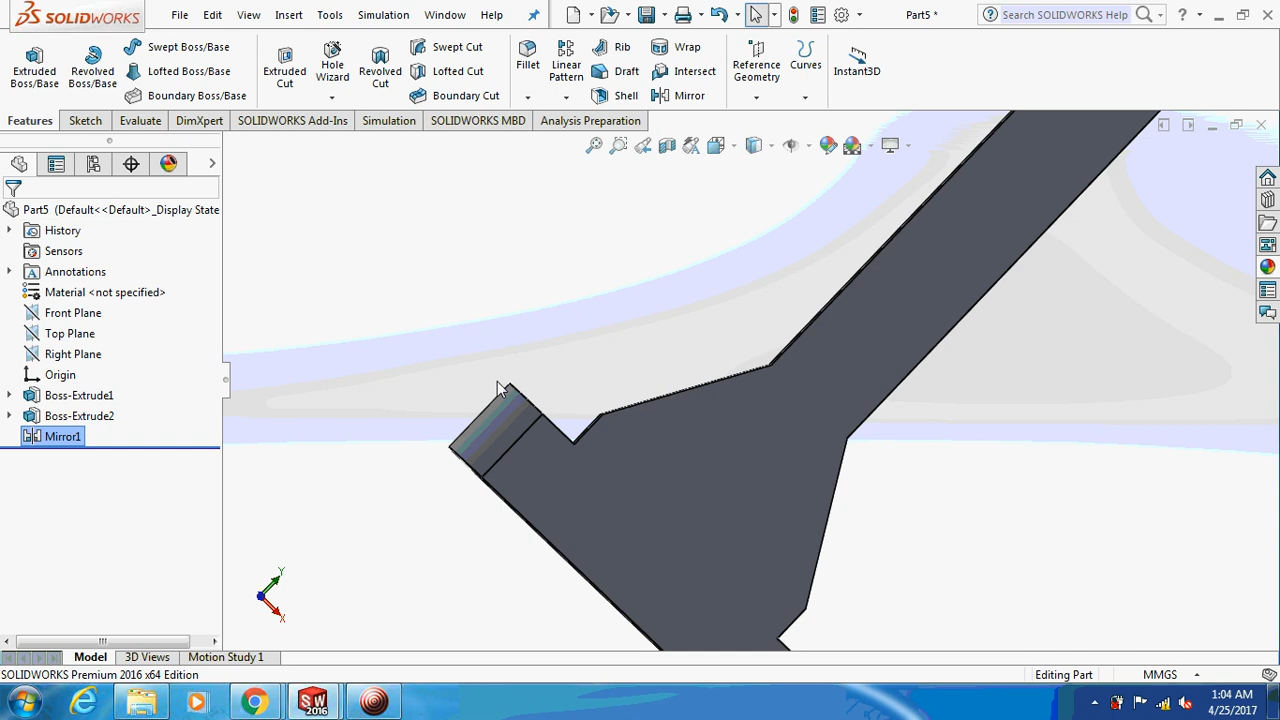 SOLIDWORKS
File Edit View Insert Tools Simulation Window Help
Part5 *
Search SOLIDWORKS Help
Extruded Boss/Base
Revolved Boss/Base
Swept Boss/Base
Lofted Boss/Base
Boundary Boss/Base
Extruded Cut
Hole Wizard
Revolved Cut
Swept Cut
Lofted Cut
Boundary Cut
Fillet
Linear Pattern
Rib
Draft
Shell
Wrap
Intersect
Mirror
Reference Geometry
Curves
Instant3D
Features Sketch Evaluate DimXpert SOLIDWORKS Add-Ins Simulation SOLIDWORKS MBD Analysis Preparation
Part5 (Default<<Default>_Display State
History
Sensors
Annotations
Material <not specified>
Front Plane
Top Plane
Right Plane
Origin
Boss-Extrude1
Boss-Extrude2
Mirror1
Y
X
Model 3D Views Motion Study 1
SOLIDWORKS Premium 2016 x64 Edition
Editing Part
MMGS
SW 2016
1:04 AM
4/25/2017